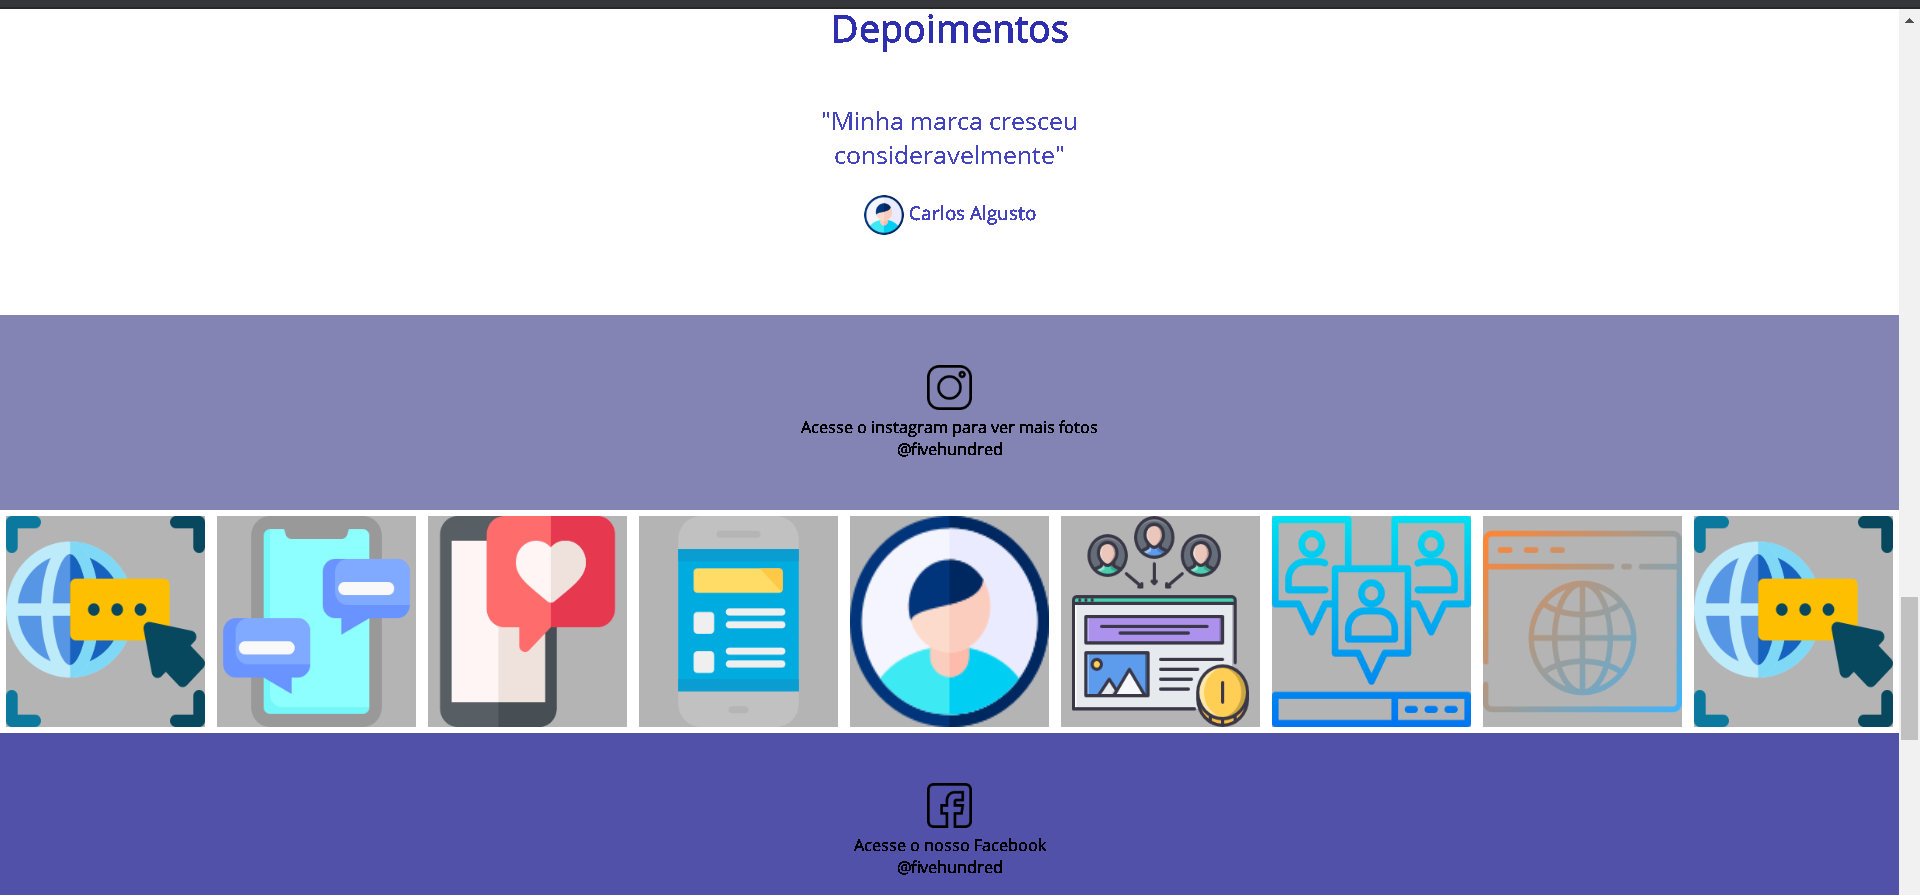 Depoimentos
"Minha marca cresceu
consideravelmente"
Carlos Algusto
Acesse o instagram para ver mais fotos
@fivehundred
Acesse o nosso Facebook
@fivehundred